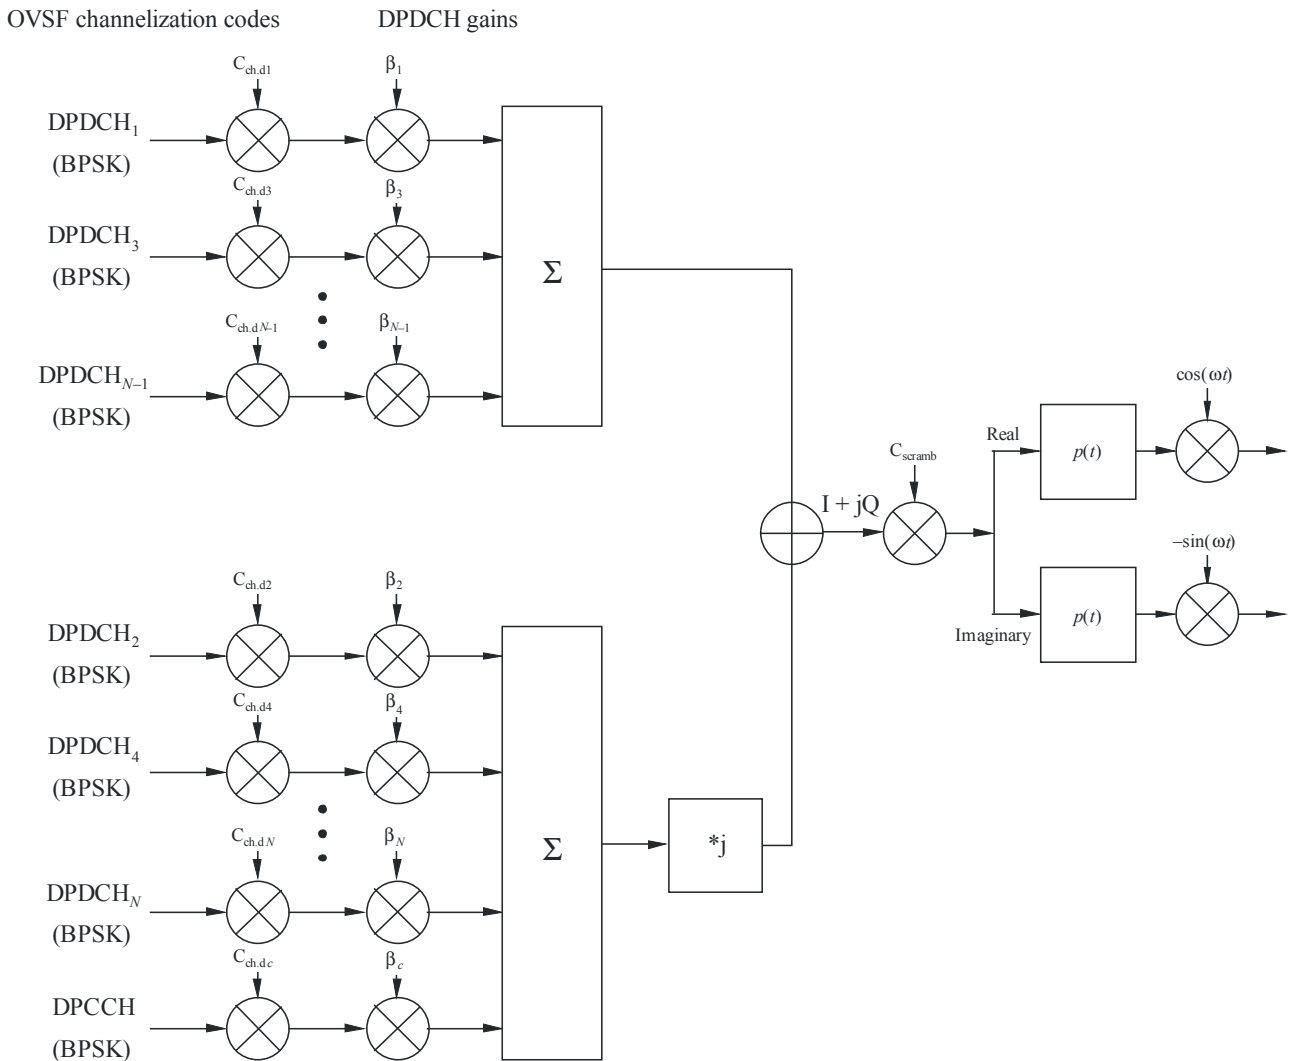 OVSF channelization codes
DPDCH gains
C_ch.d1
β_1
DPDCH_1
(BPSK)
C_ch.d3
β_3
DPDCH_3
(BPSK)
Σ
C_ch.dN–1
β_N–1
DPDCH_N–1
(BPSK)
cos(ωt)
Real
p(t)
C_scramb
I + jQ
–sin(ωt)
Imaginary
p(t)
C_ch.d2
β_2
DPDCH_2
(BPSK)
C_ch.d4
β_4
DPDCH_4
(BPSK)
C_ch.dN
β_N
Σ
*j
DPDCH_N
(BPSK)
C_ch.dc
β_c
DPCCH
(BPSK)